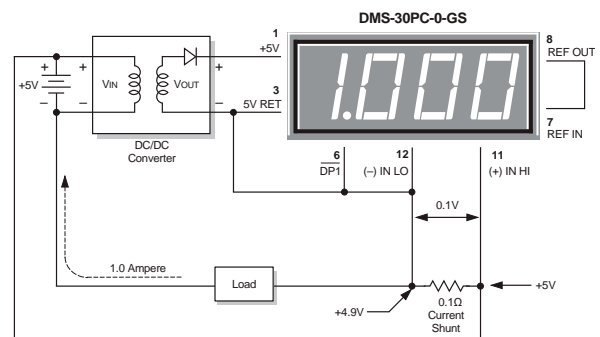 DMS-30PC-0-GS
1
+5V
8
REF OUT
+ + +
+5V
VIN
VOUT
3
5V RET
– – –
1.000
7
REF IN
DC/DC
Converter
6
DP1
12
(–) IN LO
11
(+) IN HI
0.1V
1.0 Ampere
Load
+5V
+4.9V
0.1Ω
Current
Shunt